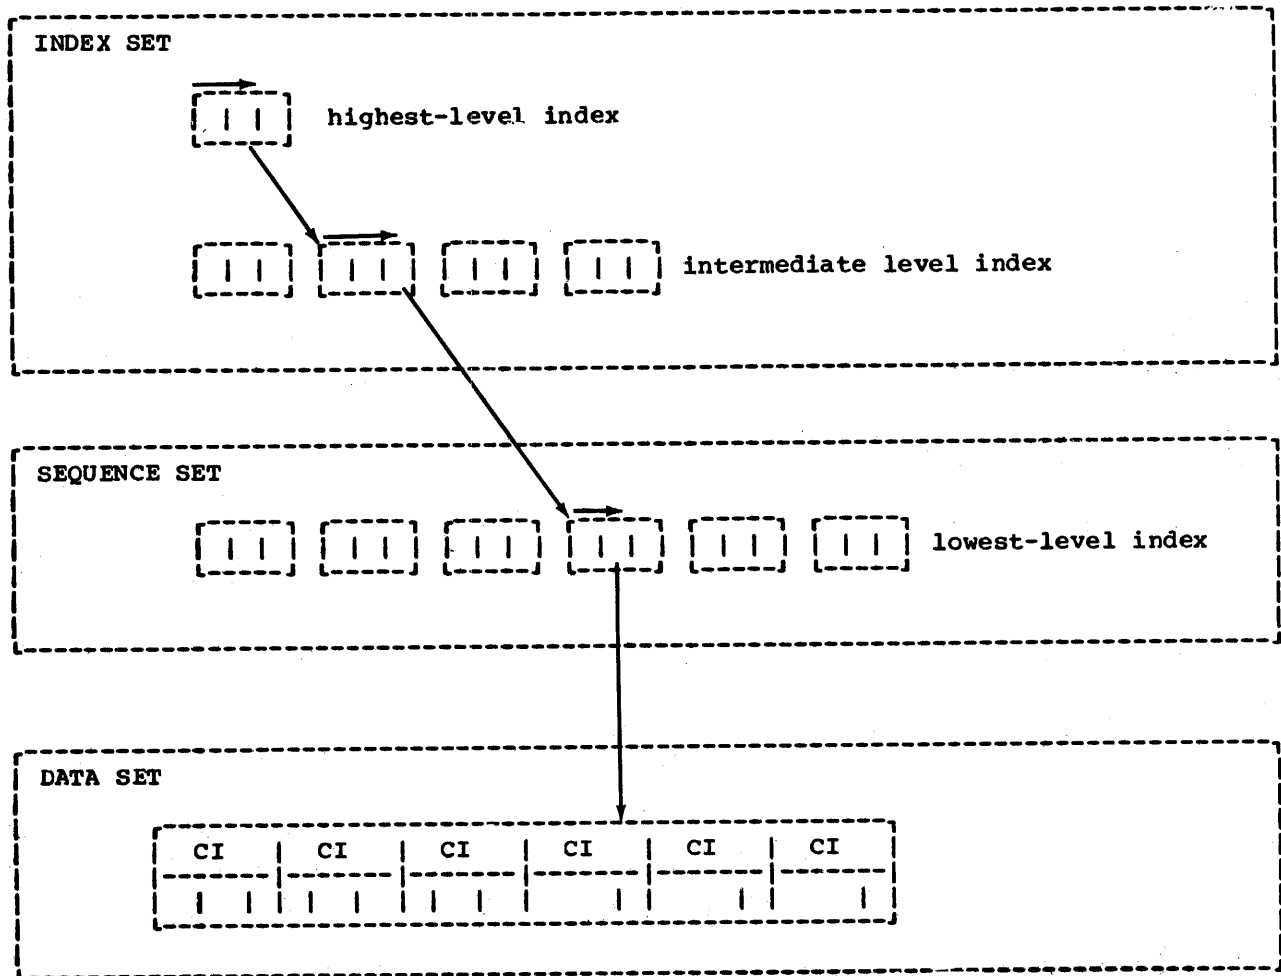 INDEX SET
highest-level index
intermediate level index
SEQUENCE SET
lowest-level index
DATA SET
CI CI CI CI CI CI